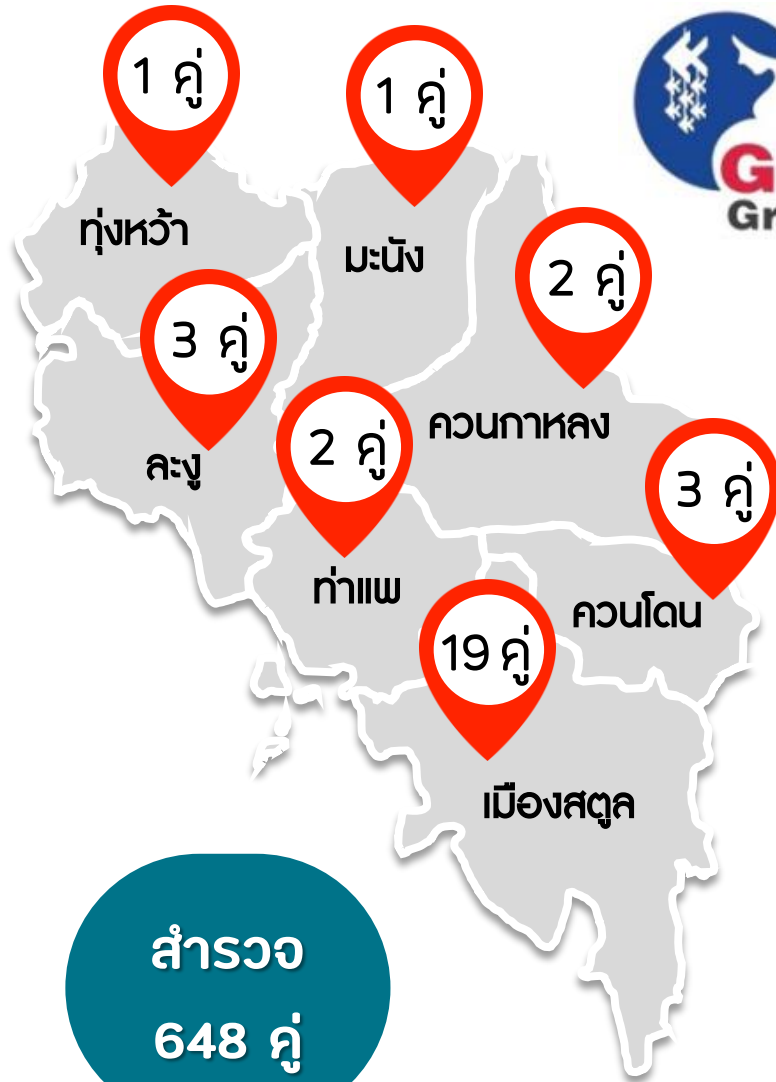 1 คู่
1 คู่
ทุ่งหว้า
มะนัง
2 คู่
3 คู่
ควนกาหลง
ละงู
2 คู่
3 คู่
ท่าแพ
ควนโดน
19 คู่
เมืองสตูล
สำรวจ
648 คู่